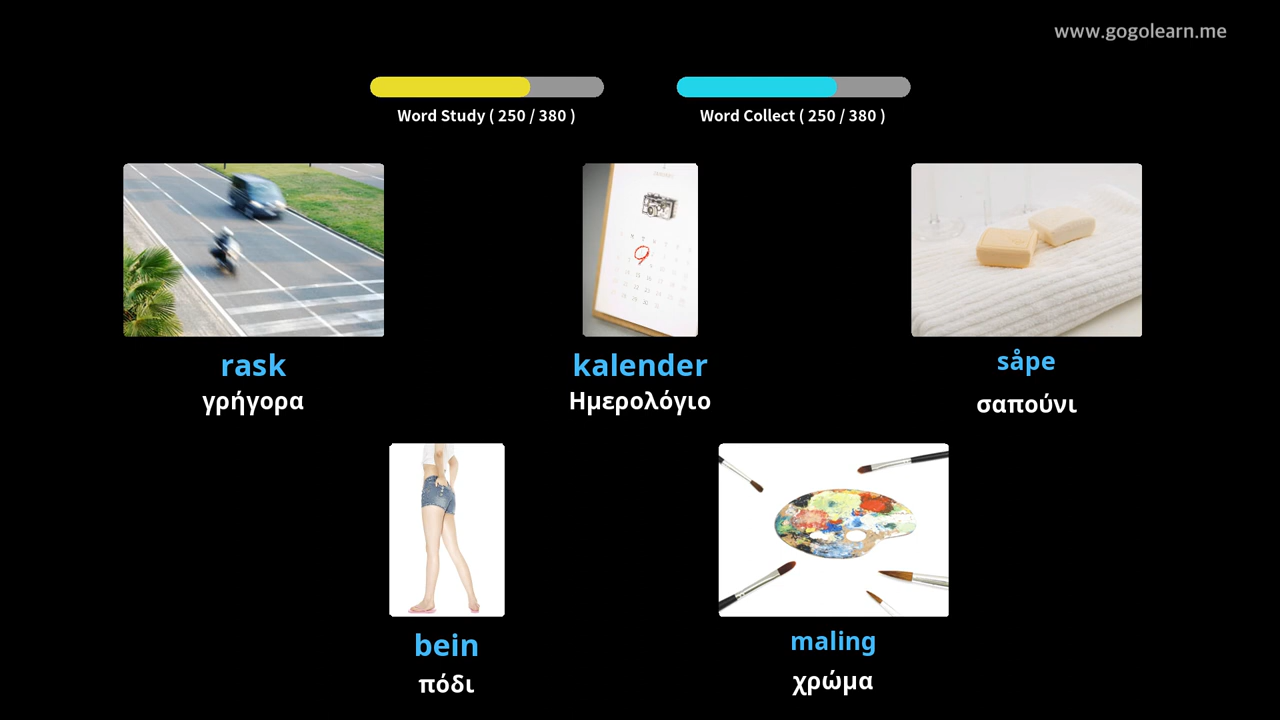 www.gogolearn.me
Word Study ( 250 / 380 )
Word Collect ( 250 / 380 )
rask
γρήγορα
kalender
Ημερολόγιο
såpe
σαπούνι
bein
πόδι
maling
χρώμα